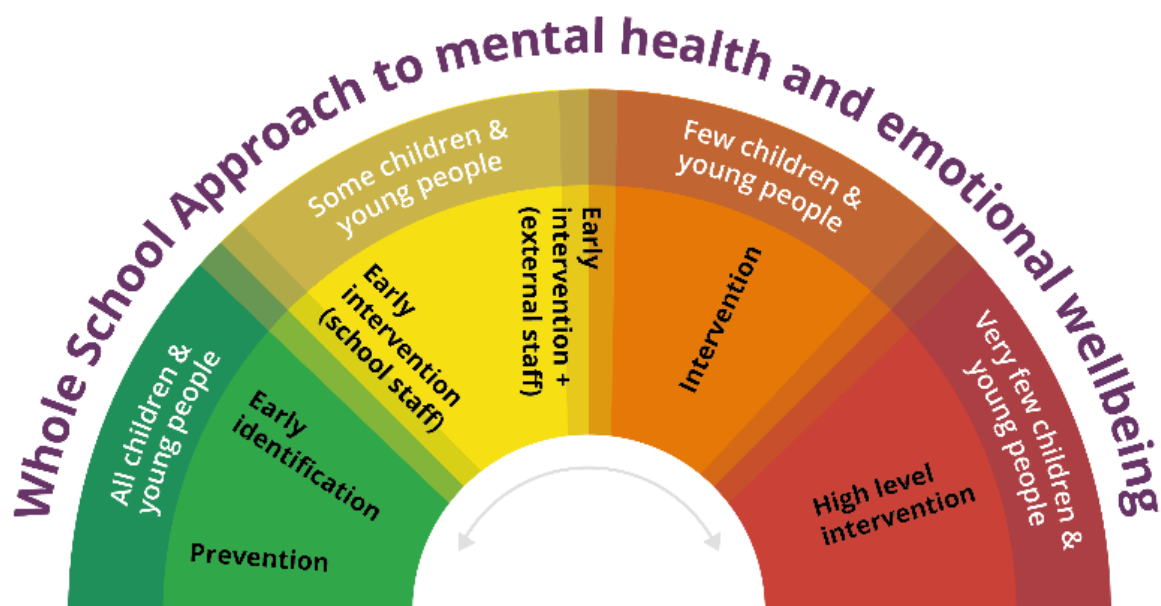 Whole School Approach to mental health and emotional wellbeing
All children &
young people
Some children &
young people
Few children &
young people
Very few children &
young people
Prevention
Early
identification
Early
intervention
(school staff)
Early
intervention +
(external staff)
Intervention
High level
intervention